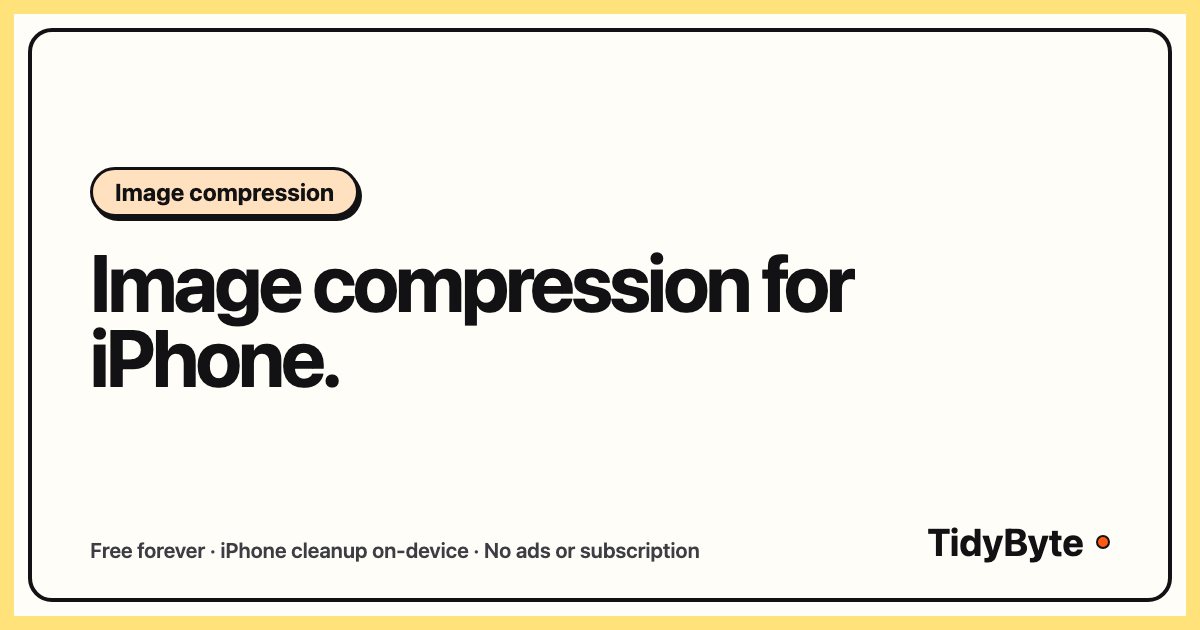 Image compression
Image compression for
iPhone.
Free forever · iPhone cleanup on-device · No ads or subscription
TidyByte